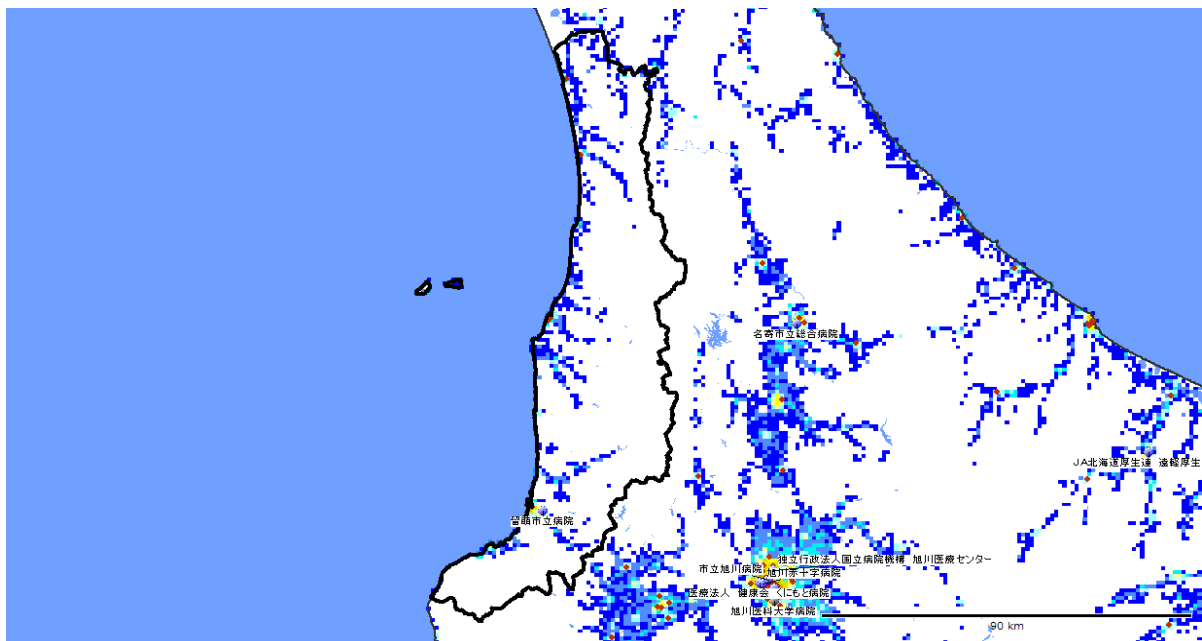 名寄市立総合病院
JA北海道厚生連 遠軽厚生
留萌市立病院
独立行政法人国立病院機構 旭川医療センター
市立旭川病院
旭川赤十字病院
医療法人 健康会 くにもと病院
旭川医科大学病院
90 km